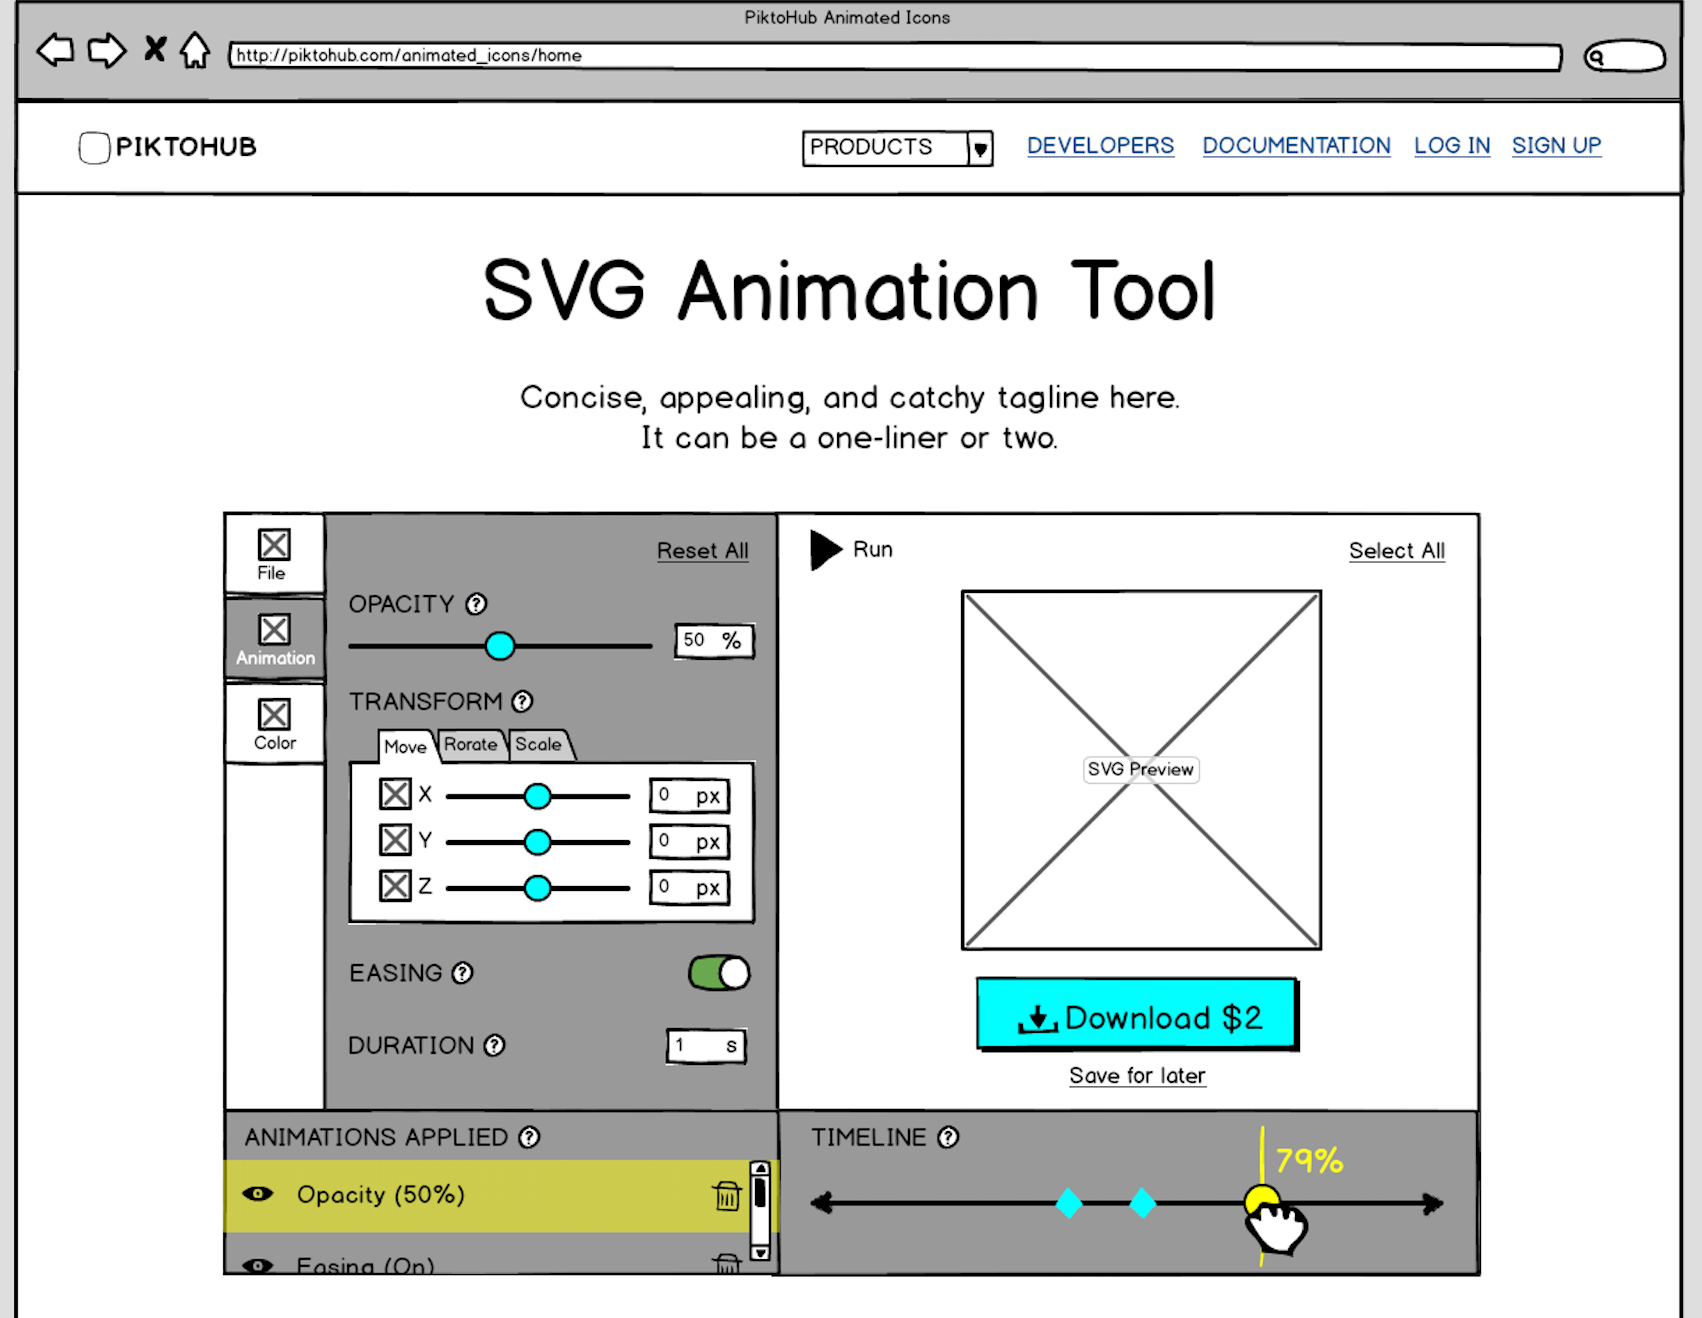 PiktoHub Animated Icons
http://piktohub.com/animated_icons/home
PIKTOHUB
PRODUCTS
DEVELOPERS
DOCUMENTATION
LOG IN
SIGN UP
SVG Animation Tool
Concise, appealing, and catchy tagline here.
It can be a one-liner or two.
File
Animation
Color
Reset All
OPACITY ?
50 %
TRANSFORM ?
Move
Rorate
Scale
X 0 px
Y 0 px
Z 0 px
EASING ?
DURATION ?
1 s
Run
Select All
SVG Preview
Download $2
Save for later
ANIMATIONS APPLIED ?
Opacity (50%)
Easing (On)
TIMELINE ?
79%